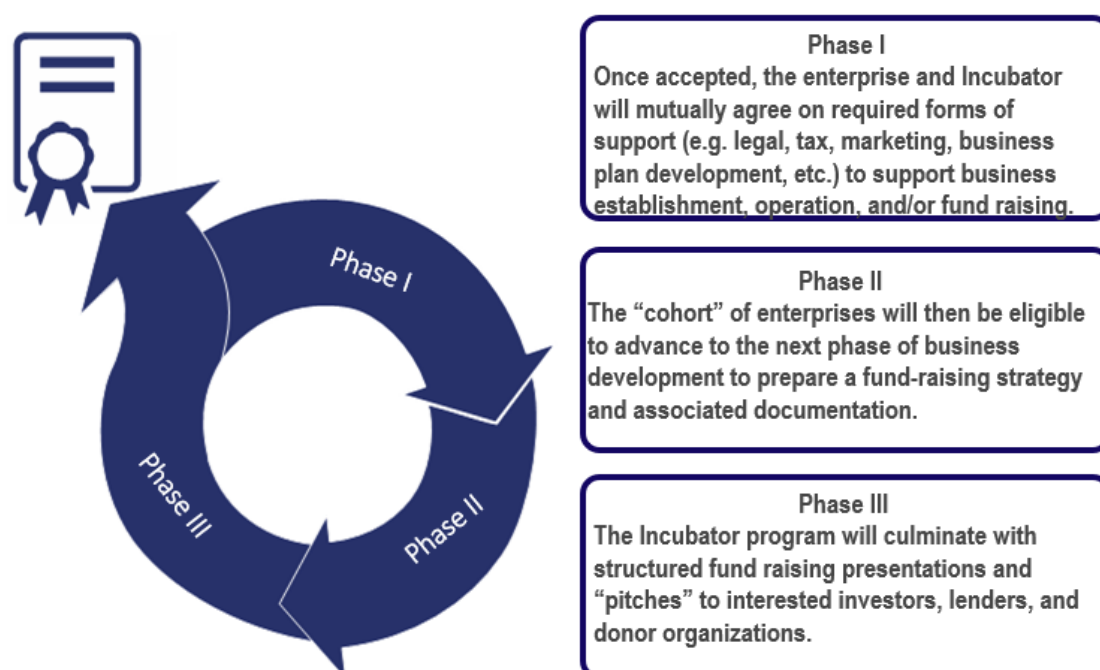 Phase I
Phase II
Phase III
Phase I
Once accepted, the enterprise and Incubator
will mutually agree on required forms of
support (e.g. legal, tax, marketing, business
plan development, etc.) to support business
establishment, operation, and/or fund raising.
Phase II
The “cohort” of enterprises will then be eligible
to advance to the next phase of business
development to prepare a fund-raising strategy
and associated documentation.
Phase III
The Incubator program will culminate with
structured fund raising presentations and
“pitches” to interested investors, lenders, and
donor organizations.